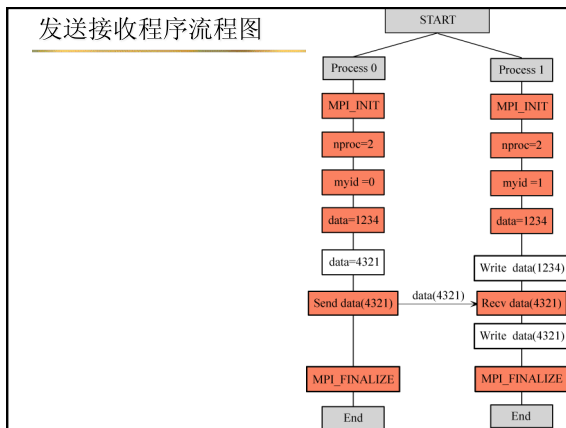 发送接收程序流程图
START
Process 0
Process 1
MPI_INIT
MPI_INIT
nproc=2
nproc=2
myid =0
myid =1
data=1234
data=1234
data=4321
Write data(1234)
Send data(4321)
data(4321)
Recv data(4321)
Write data(4321)
MPI_FINALIZE
MPI_FINALIZE
End
End